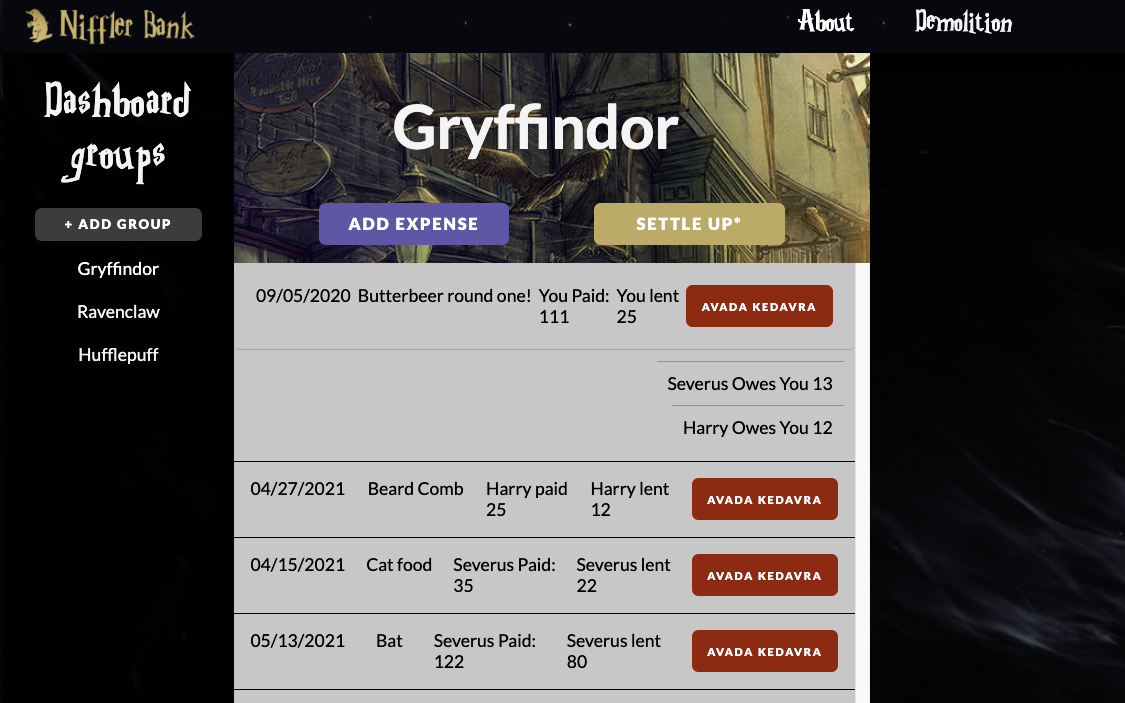 Niffler Bank
About
Demolition
Dashboard
groups
+ ADD GROUP
Gryffindor
Ravenclaw
Hufflepuff
Gryffindor
ADD EXPENSE
SETTLE UP*
09/05/2020 Butterbeer round one! You Paid: You lent
111 25
AVADA KEDAVRA
Severus Owes You 13
Harry Owes You 12
04/27/2021 Beard Comb Harry paid Harry lent
25 12
AVADA KEDAVRA
04/15/2021 Cat food Severus Paid: Severus lent
35 22
AVADA KEDAVRA
05/13/2021 Bat Severus Paid: Severus lent
122 80
AVADA KEDAVRA